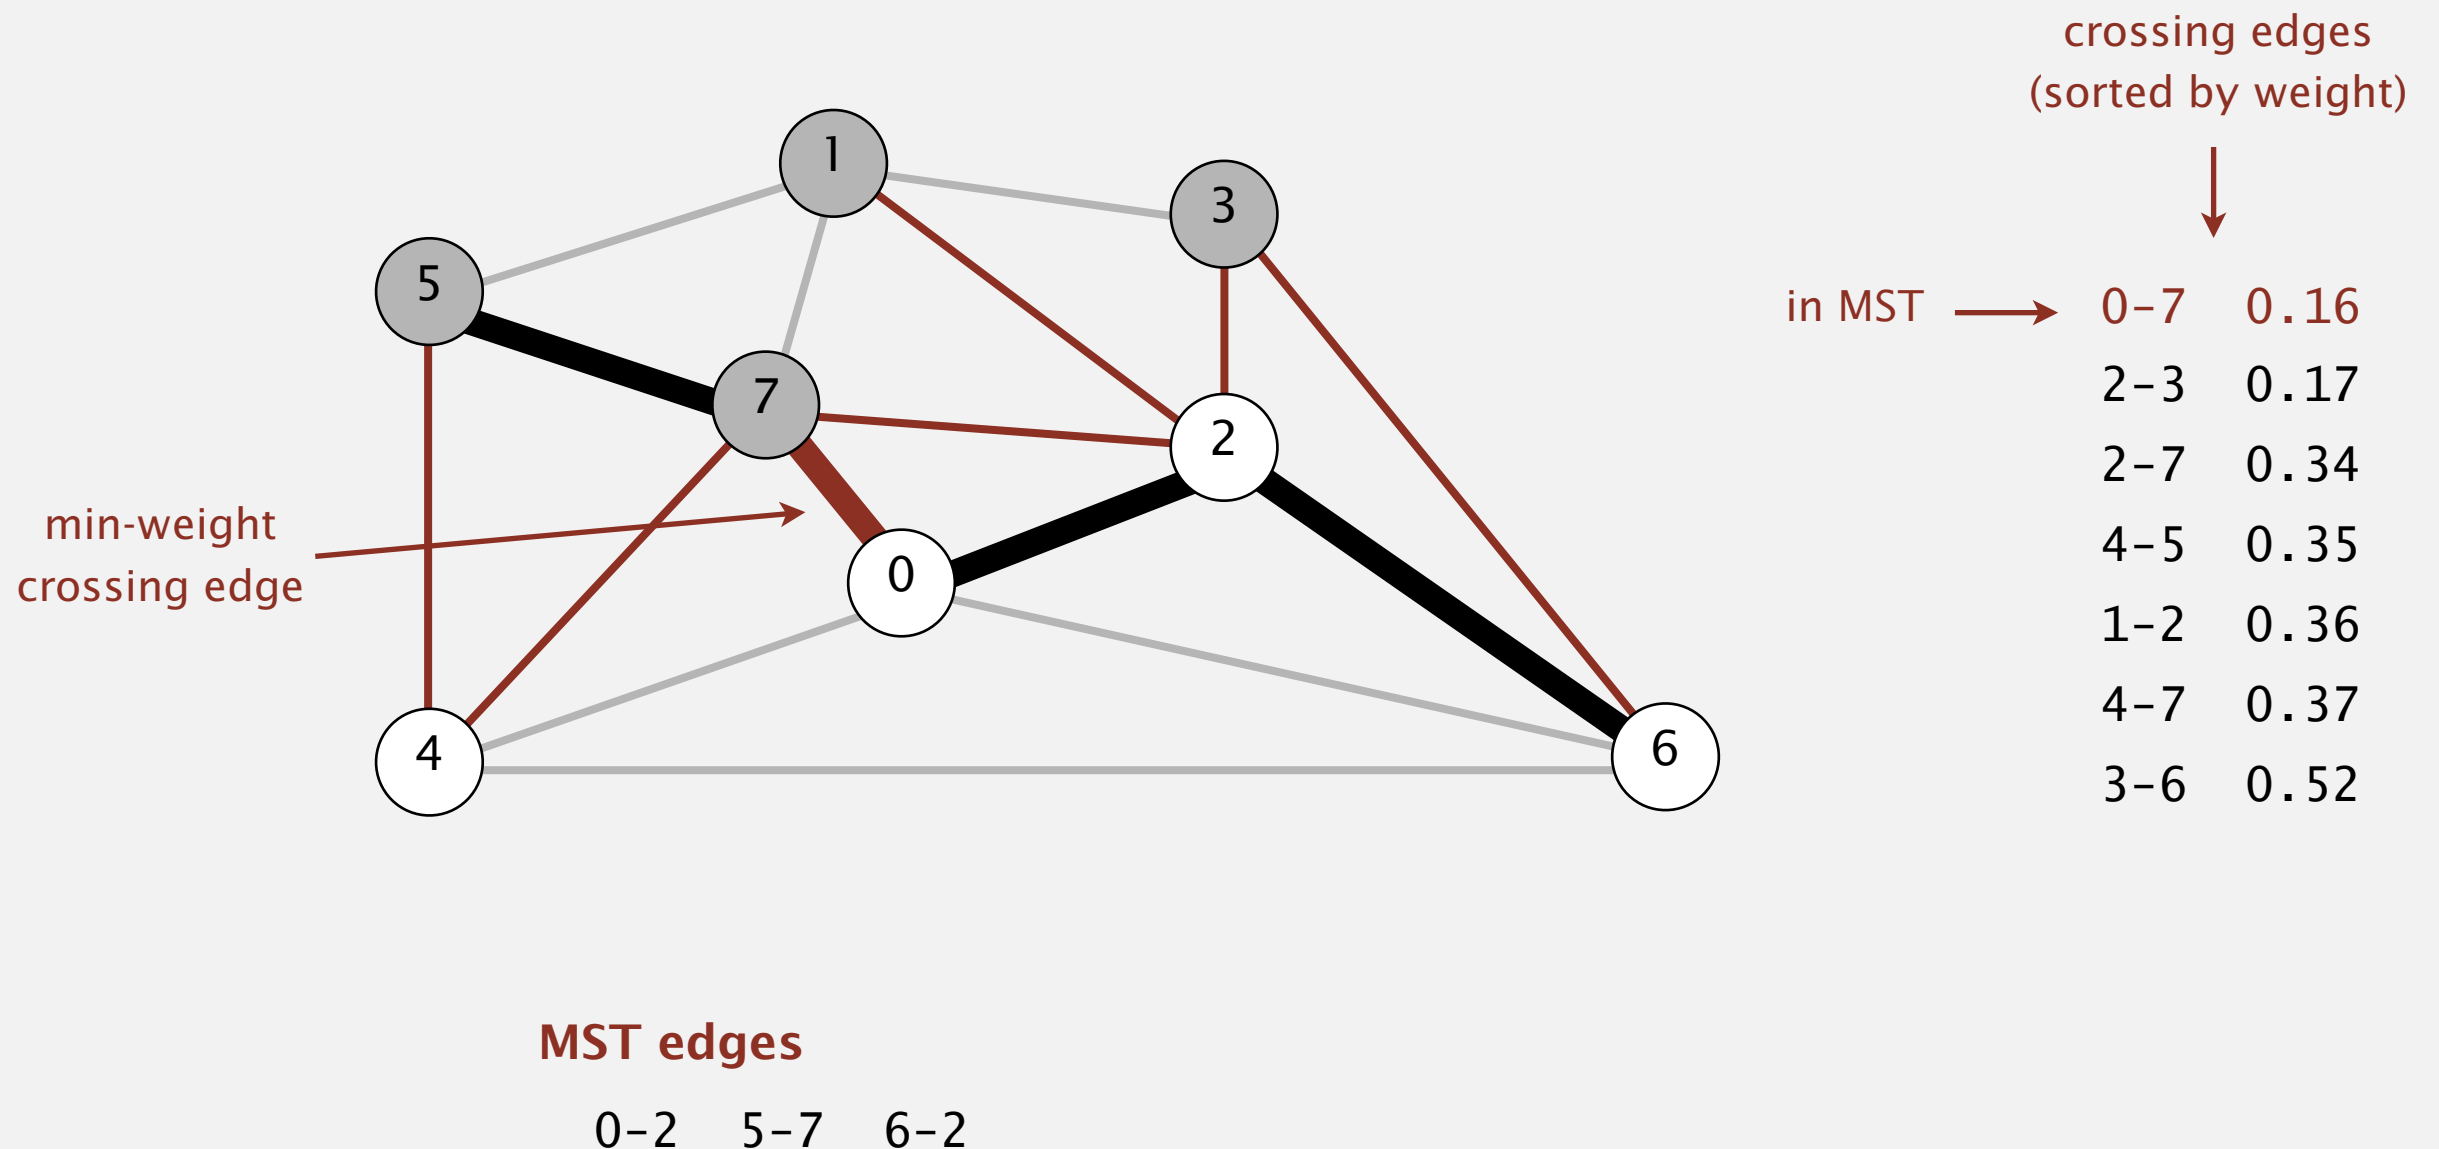 crossing edges
(sorted by weight)
1
3
5
in MST
0-7 0.16
7
2-3 0.17
2
2-7 0.34
min-weight
crossing edge
4-5 0.35
0
1-2 0.36
4
6
4-7 0.37
3-6 0.52
MST edges
0-2 5-7 6-2